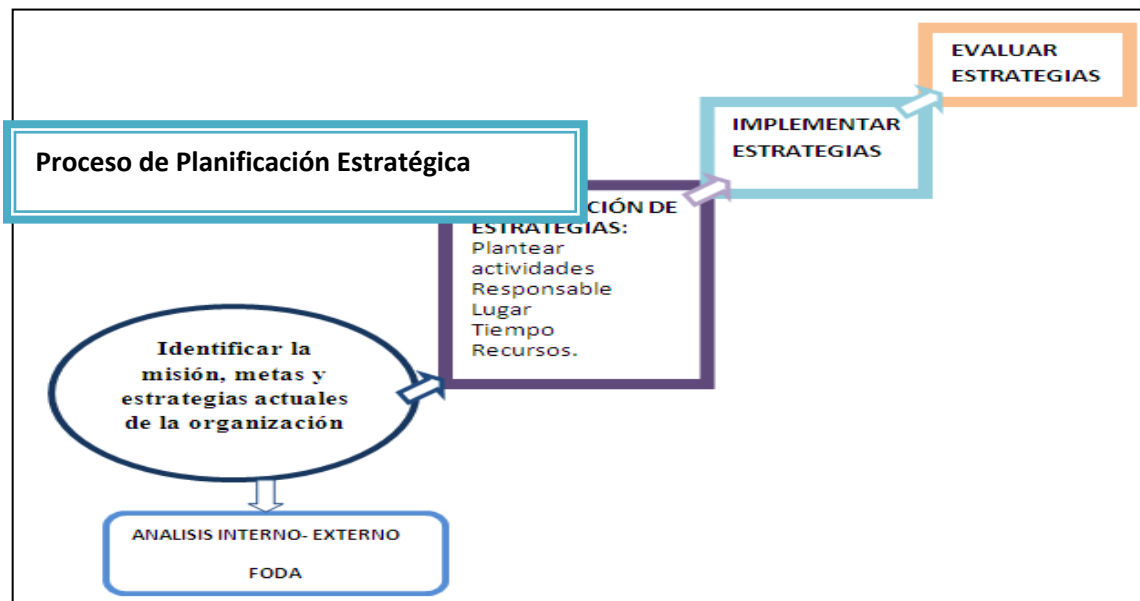 Proceso de Planificación Estratégica
EVALUAR
ESTRATEGIAS
IMPLEMENTAR
ESTRATEGIAS
CIÓN DE
ESTRATEGIAS:
Plantear
actividades
Responsable
Lugar
Tiempo
Recursos.
Identificar la
misión, metas y
estrategias actuales
de la organización
ANALISIS INTERNO- EXTERNO
FODA